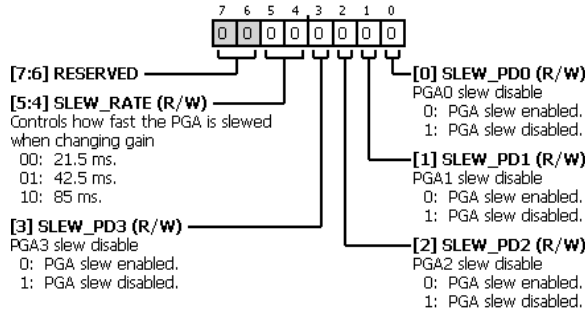 7 6 5 4 3 2 1 0
0 0 0 0 0 0 0 0
[7:6] RESERVED
[5:4] SLEW_RATE (R/W)
Controls how fast the PGA is slewed
when changing gain
00: 21.5 ms.
01: 42.5 ms.
10: 85 ms.
[3] SLEW_PD3 (R/W)
PGA3 slew disable
0: PGA slew enabled.
1: PGA slew disabled.
[0] SLEW_PD0 (R/W)
PGA0 slew disable
0: PGA slew enabled.
1: PGA slew disabled.
[1] SLEW_PD1 (R/W)
PGA1 slew disable
0: PGA slew enabled.
1: PGA slew disabled.
[2] SLEW_PD2 (R/W)
PGA2 slew disable
0: PGA slew enabled.
1: PGA slew disabled.